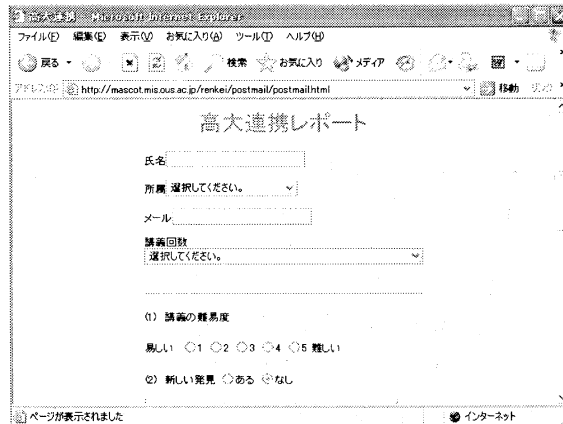 高大連携 - Microsoft Internet Explorer
ファイル(F) 編集(E) 表示(V) お気に入り(A) ツール(T) ヘルプ(H)
戻る 検索 お気に入り メディア
アドレス(D) http://mascot.mis.ous.ac.jp/renkei/postmail/postmail.html 移動 リンク
高大連携レポート
氏名
所属 選択してください。
メール
講義回数
選択してください。
(1) 講義の難易度
易しい 1 2 3 4 5 難しい
(2) 新しい発見 ある なし
ページが表示されました インターネット